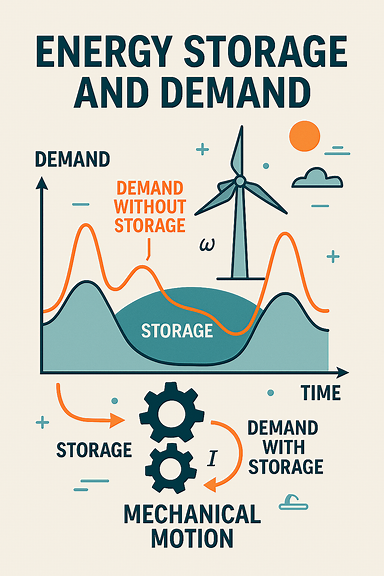 ENERGY STORAGE
AND DEMAND
DEMAND
DEMAND
WITHOUT
STORAGE
ω
STORAGE
TIME
STORAGE
I
DEMAND
WITH
STORAGE
MECHANICAL
MOTION